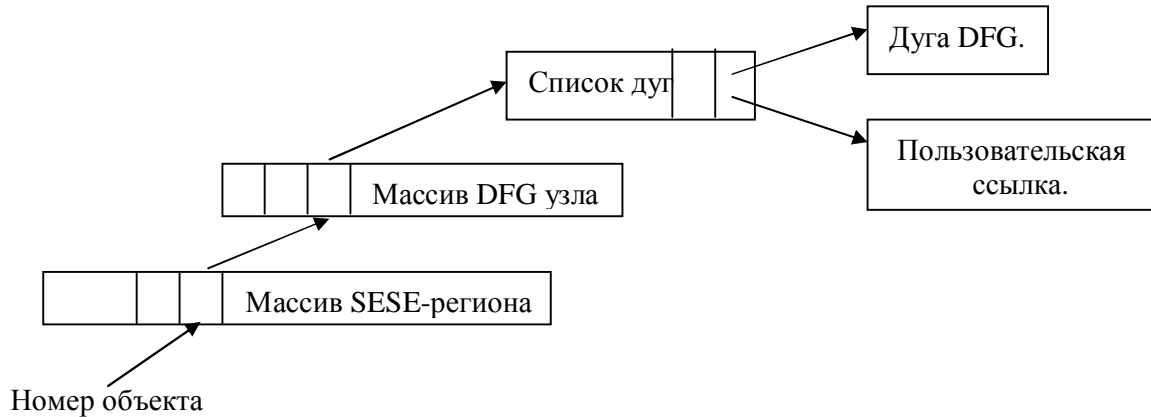 Дуга DFG.
Список дуг
Пользовательская
ссылка.
Массив DFG узла
Массив SESE-региона
Номер объекта